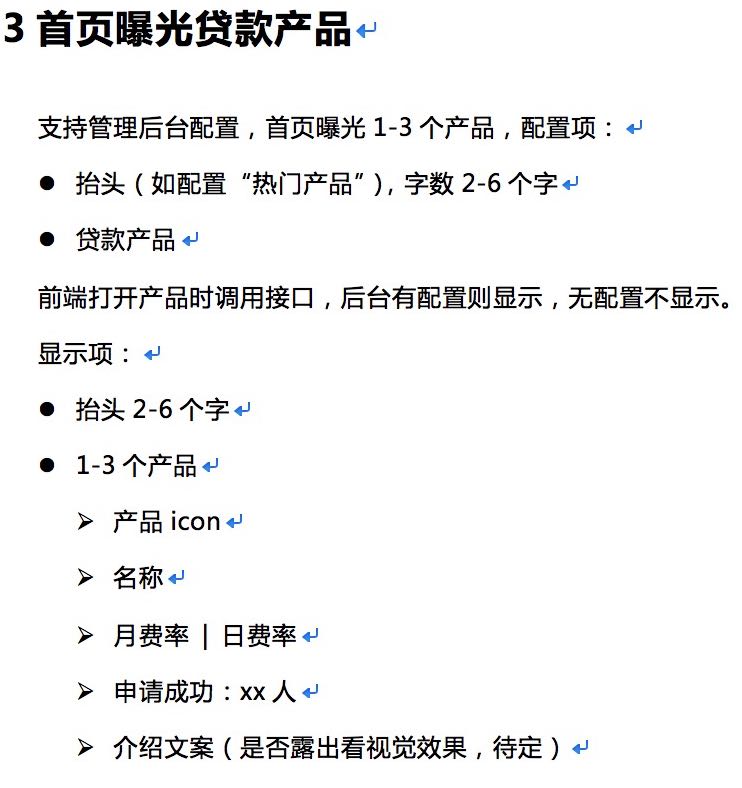 3 首页曝光贷款产品
支持管理后台配置，首页曝光 1-3 个产品，配置项：
● 抬头（如配置“热门产品”），字数 2-6 个字
● 贷款产品
前端打开产品时调用接口，后台有配置则显示，无配置不显示。
显示项：
● 抬头 2-6 个字
● 1-3 个产品
➢ 产品 icon
➢ 名称
➢ 月费率 | 日费率
➢ 申请成功：xx 人
➢ 介绍文案（是否露出看视觉效果，待定）